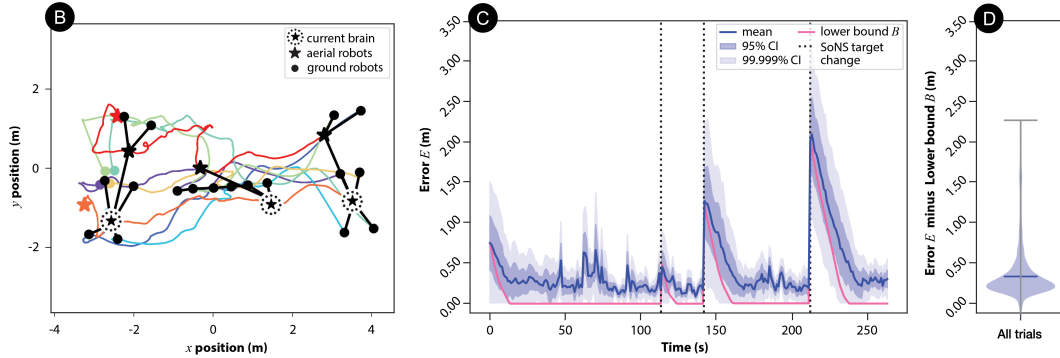 B
current brain
aerial robots
ground robots
y position (m)
2
0
-2
-4
-2
0
2
4
x position (m)
C
mean
95% CI
99.999% CI
lower bound B
SoNS target
change
Error E (m)
3.50
3.00
2.50
2.00
1.50
1.00
0.50
0.00
0
50
100
150
200
250
Time (s)
D
Error E minus Lower bound B (m)
3.50
3.00
2.50
2.00
1.50
1.00
0.50
0.00
All trials